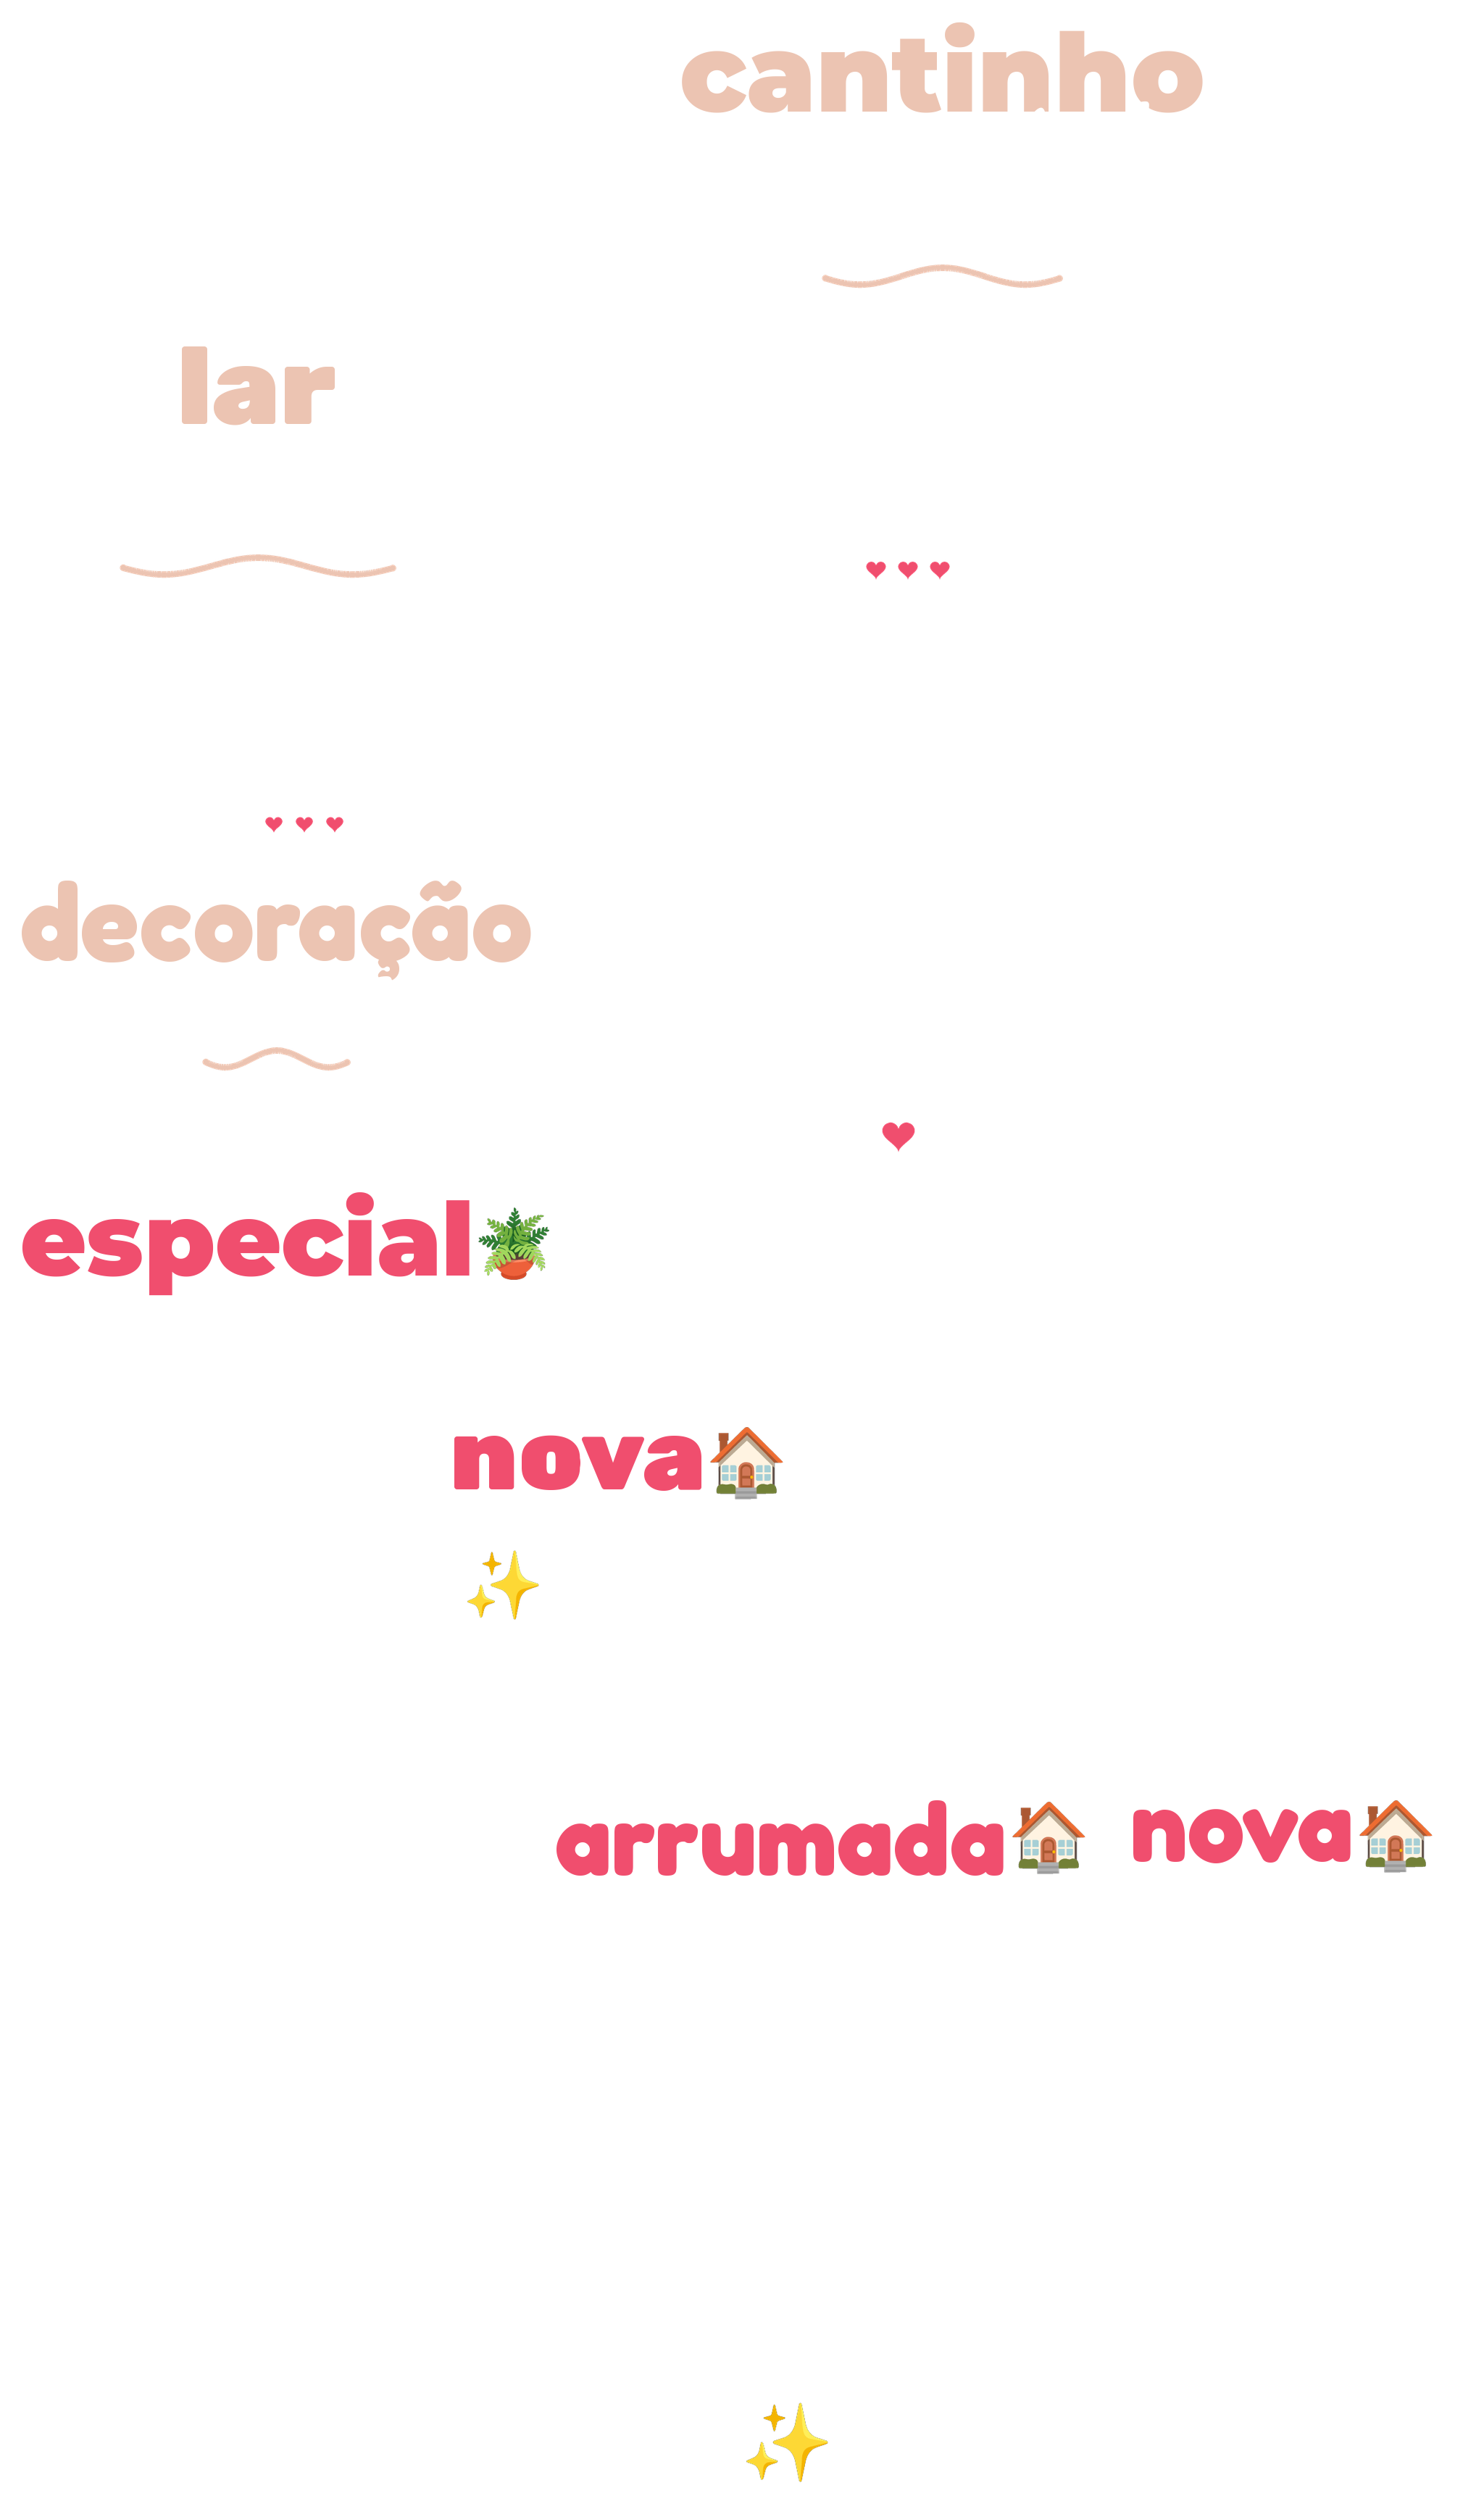 cantinho
lar
decoração
especial🪴
nova🏠
✨
arrumada🏠 nova🏠
✨